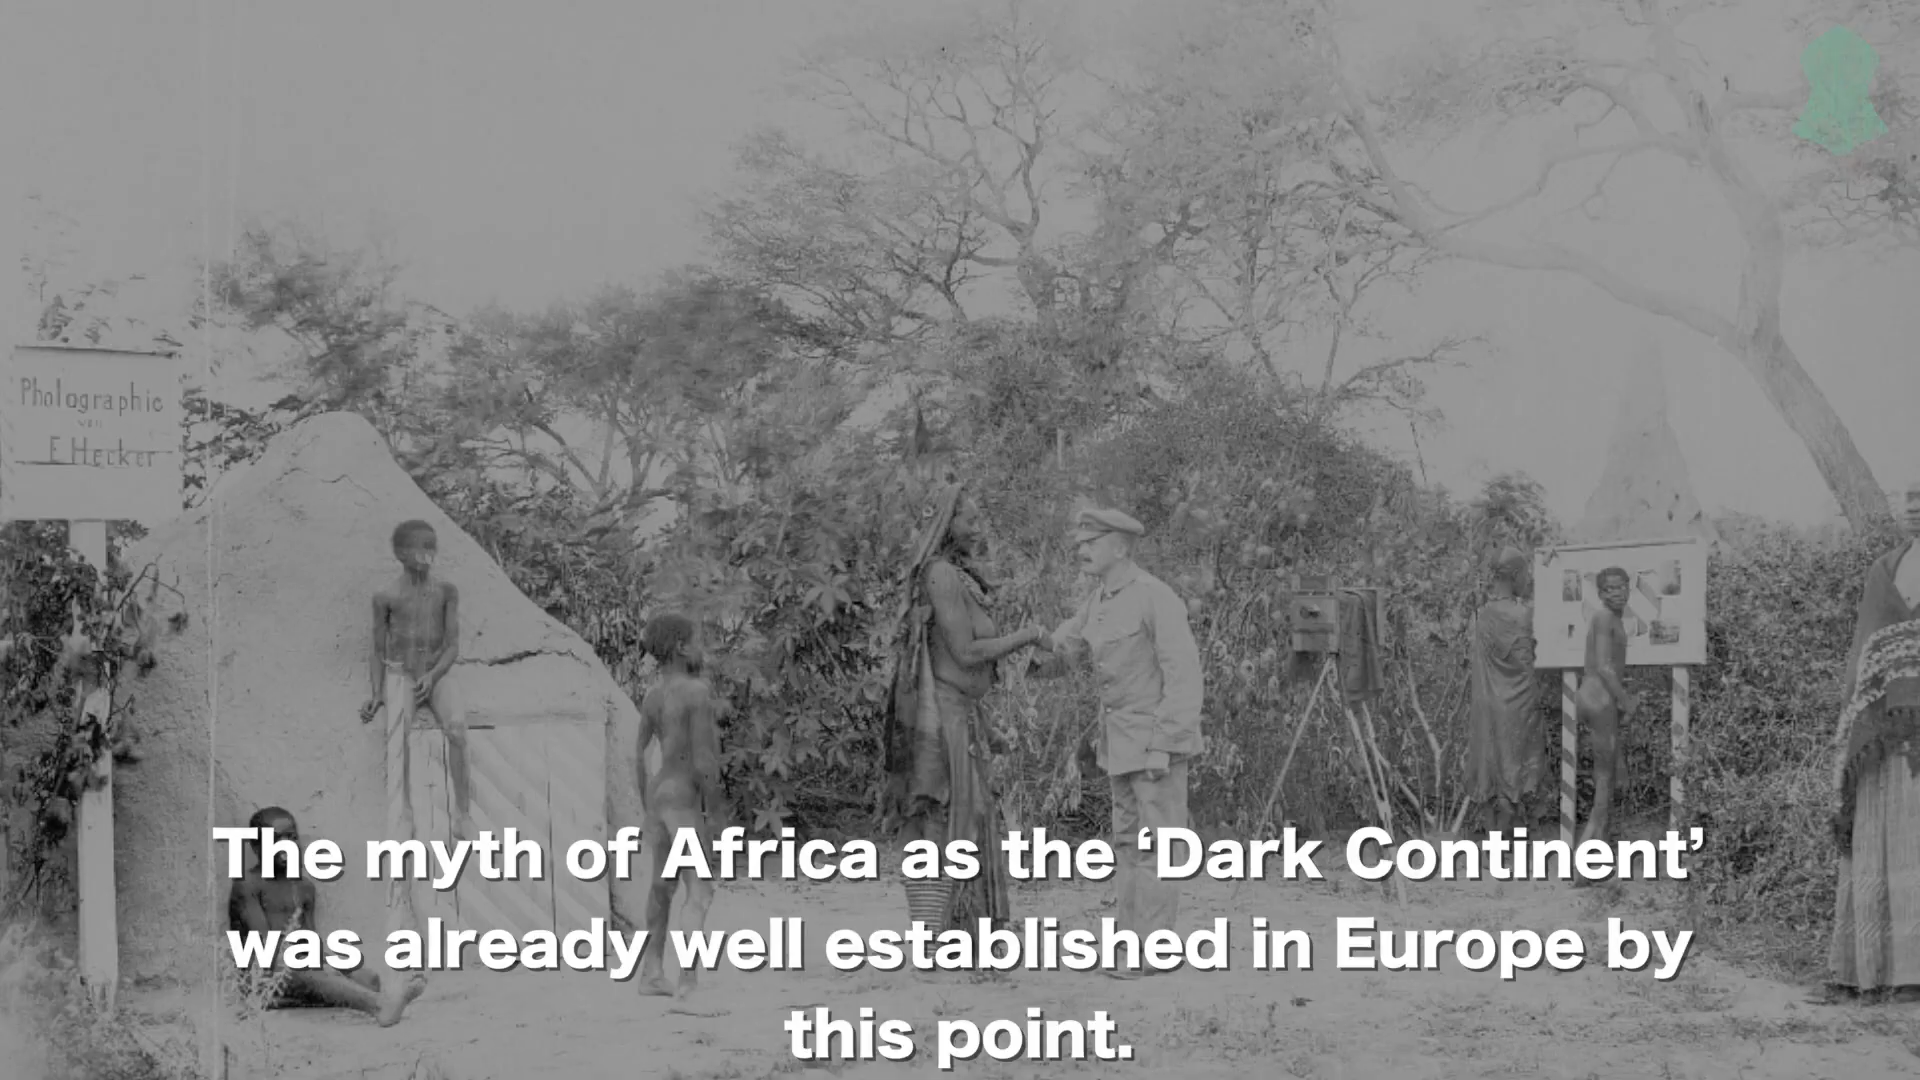 Photographie
von
E Hecker
The myth of Africa as the ‘Dark Continent’
was already well established in Europe by
this point.